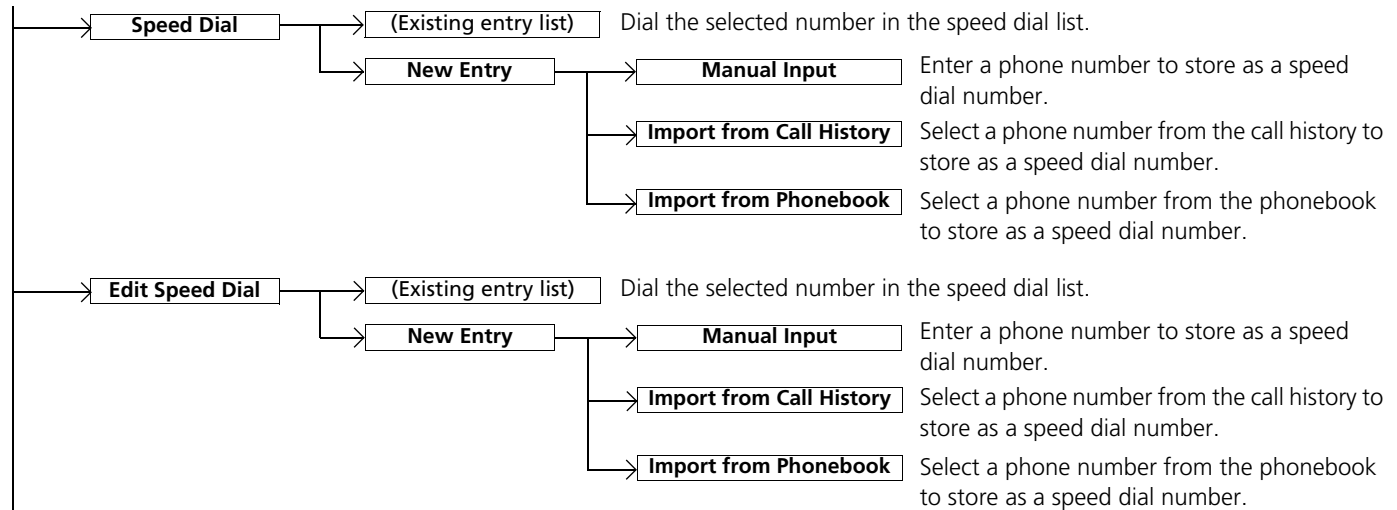 Speed Dial
(Existing entry list)
Dial the selected number in the speed dial list.
New Entry
Manual Input
Enter a phone number to store as a speed
dial number.
Import from Call History
Select a phone number from the call history to
store as a speed dial number.
Import from Phonebook
Select a phone number from the phonebook
to store as a speed dial number.
Edit Speed Dial
(Existing entry list)
Dial the selected number in the speed dial list.
New Entry
Manual Input
Enter a phone number to store as a speed
dial number.
Import from Call History
Select a phone number from the call history to
store as a speed dial number.
Import from Phonebook
Select a phone number from the phonebook
to store as a speed dial number.